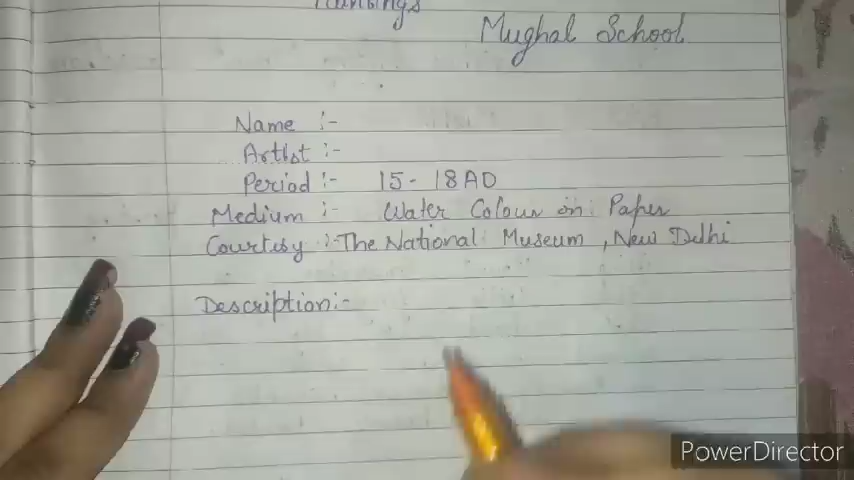 Paintings
Mughal School
Name :-
Artist :-
Period :- 15 - 18 AD
Medium :- Water Colour on Paper
Courtesy :- The National Museum, New Delhi
Description:-
PowerDirector